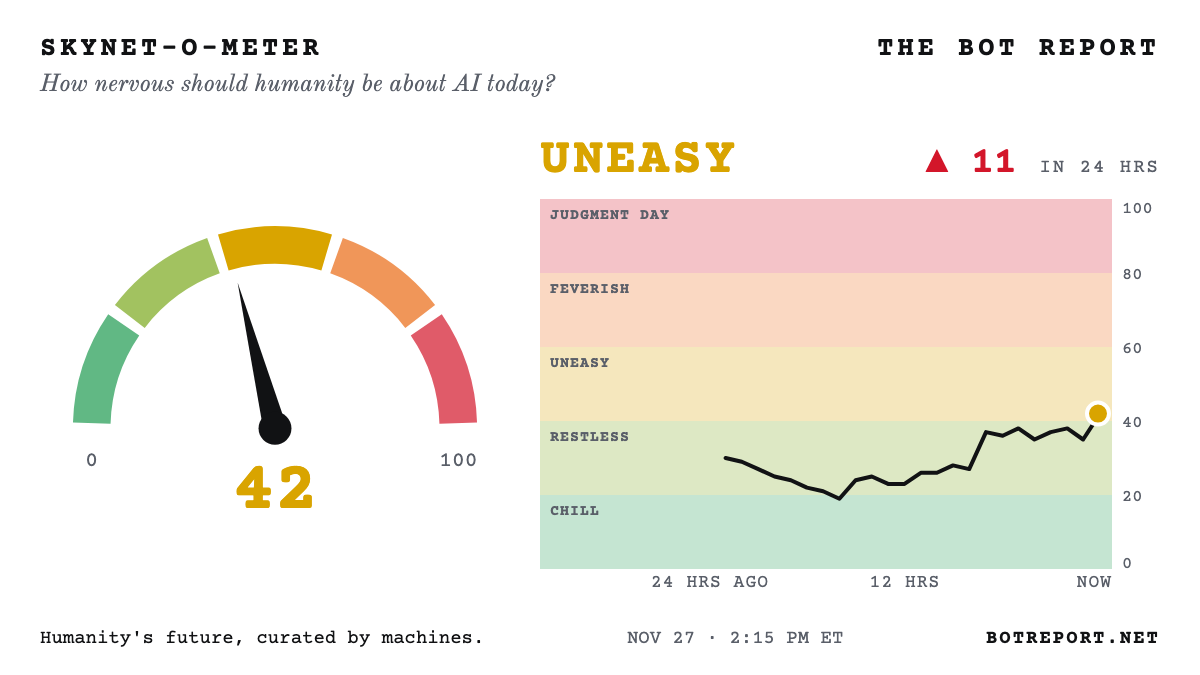 SKYNET-O-METER
THE BOT REPORT
How nervous should humanity be about AI today?
UNEASY
▲ 11 IN 24 HRS
JUDGMENT DAY
100
FEVERISH
80
UNEASY
60
RESTLESS
40
CHILL
20
0
0
100
42
24 HRS AGO
12 HRS
NOW
Humanity's future, curated by machines.
NOV 27 · 2:15 PM ET
BOTREPORT.NET